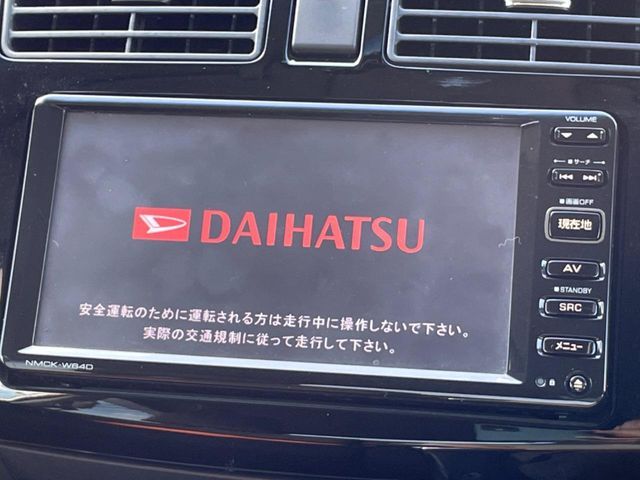 VOLUME
サーチ
画面OFF
現在地
AV
STANDBY
SRC
メニュー
DAIHATSU
安全運転のために運転される方は走行中に操作しないで下さい。
実際の交通規制に従って走行して下さい。
NMCK-W64D